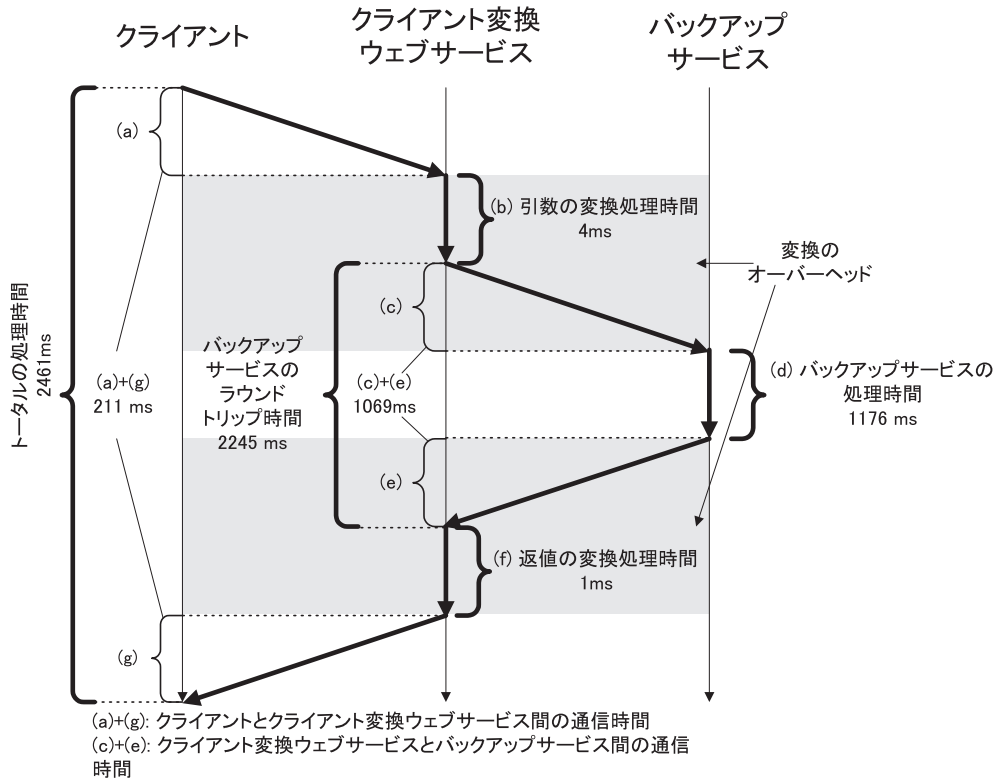 クライアント
クライアント変換
ウェブサービス
バックアップ
サービス
(a)
(b) 引数の変換処理時間
4ms
変換の
オーバーヘッド
(c)
トータルの処理時間
2461ms
(a)+(g)
211 ms
バックアップ
サービスの
ラウンド
トリップ時間
2245 ms
(c)+(e)
1069ms
(d) バックアップサービスの
処理時間
1176 ms
(e)
(f) 返値の変換処理時間
1ms
(g)
(a)+(g): クライアントとクライアント変換ウェブサービス間の通信時間
(c)+(e): クライアント変換ウェブサービスとバックアップサービス間の通信
時間